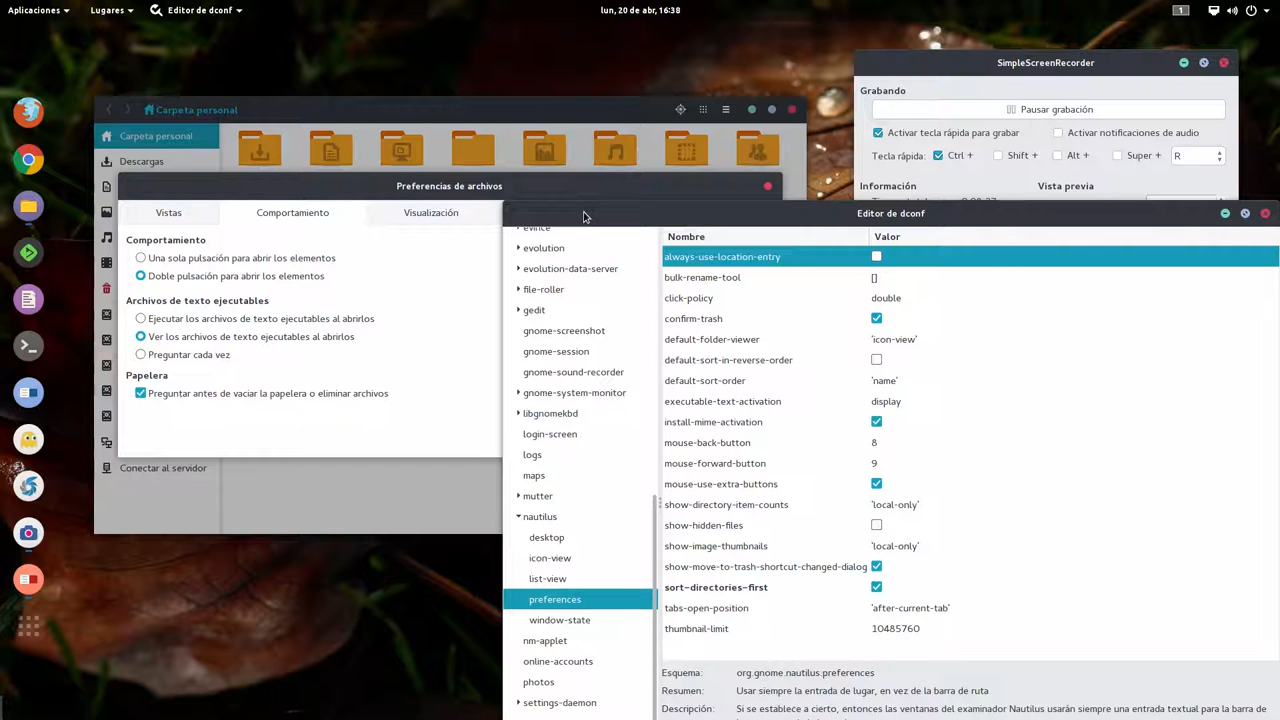 Aplicaciones
Lugares
Editor de dconf
lun, 20 de abr, 16:38
1
SimpleScreenRecorder
Grabando
Pausar grabación
Activar tecla rápida para grabar
Activar notificaciones de audio
Tecla rápida:
Ctrl +
Shift +
Alt +
Super +
R
Información
Vista previa
Carpeta personal
Carpeta personal
Descargas
Conectar al servidor
Preferencias de archivos
Vistas
Comportamiento
Visualización
Comportamiento
Una sola pulsación para abrir los elementos
Doble pulsación para abrir los elementos
Archivos de texto ejecutables
Ejecutar los archivos de texto ejecutables al abrirlos
Ver los archivos de texto ejecutables al abrirlos
Preguntar cada vez
Papelera
Preguntar antes de vaciar la papelera o eliminar archivos
Editor de dconf
evince
evolution
evolution-data-server
file-roller
gedit
gnome-screenshot
gnome-session
gnome-sound-recorder
gnome-system-monitor
libgnomekbd
login-screen
logs
maps
mutter
nautilus
desktop
icon-view
list-view
preferences
window-state
nm-applet
online-accounts
photos
settings-daemon
Nombre Valor
always-use-location-entry
bulk-rename-tool []
click-policy double
confirm-trash
default-folder-viewer 'icon-view'
default-sort-in-reverse-order
default-sort-order 'name'
executable-text-activation display
install-mime-activation
mouse-back-button 8
mouse-forward-button 9
mouse-use-extra-buttons
show-directory-item-counts 'local-only'
show-hidden-files
show-image-thumbnails 'local-only'
show-move-to-trash-shortcut-changed-dialog
sort-directories-first
tabs-open-position 'after-current-tab'
thumbnail-limit 10485760
Esquema: org.gnome.nautilus.preferences
Resumen: Usar siempre la entrada de lugar, en vez de la barra de ruta
Descripción: Si se establece a cierto, entonces las ventanas del examinador Nautilus usarán siempre una entrada textual para la barra de